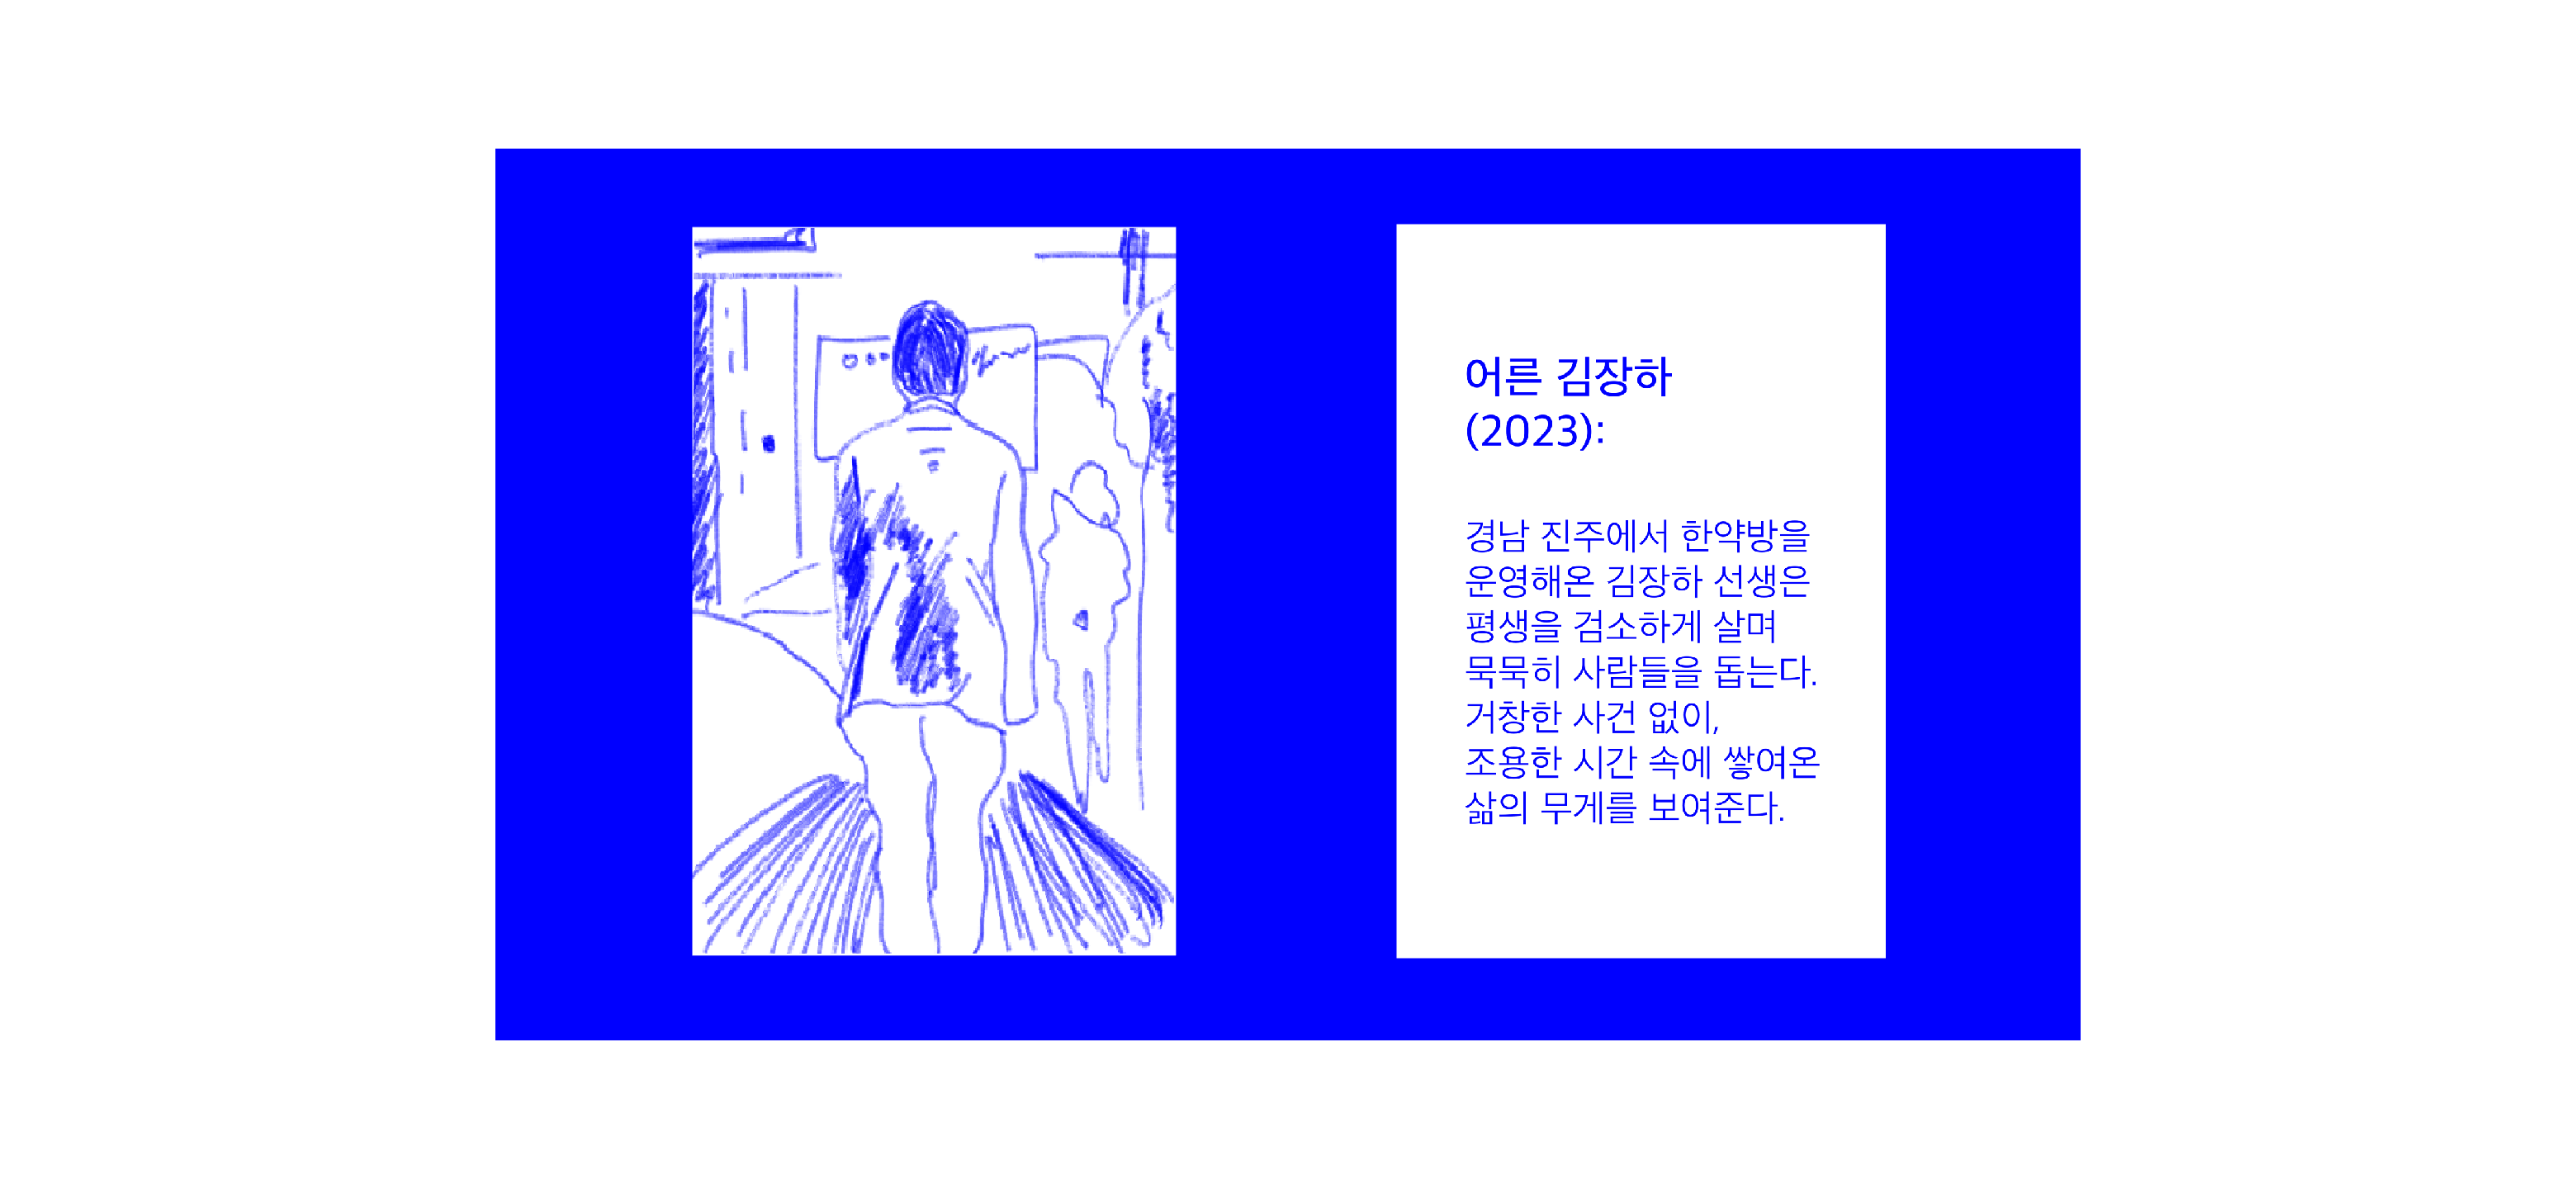 어른 김장하
(2023):
경남 진주에서 한약방을
운영해온 김장하 선생은
평생을 검소하게 살며
묵묵히 사람들을 돕는다.
거창한 사건 없이,
조용한 시간 속에 쌓여온
삶의 무게를 보여준다.